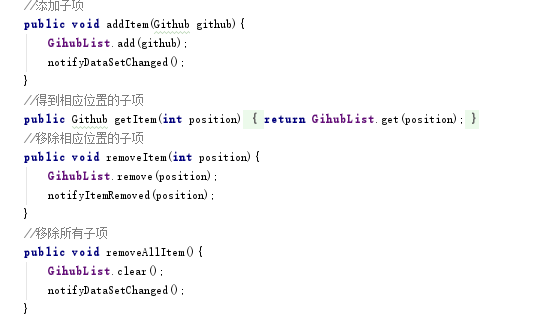 //添加子项
public void addItem(Github github){
GihubList.add(github);
notifyDataSetChanged();
}
//得到相应位置的子项
public Github getItem(int position) { return GihubList.get(position); }
//移除相应位置的子项
public void removeItem(int position){
GihubList.remove(position);
notifyItemRemoved(position);
}
//移除所有子项
public void removeAllItem(){
GihubList.clear();
notifyDataSetChanged();
}